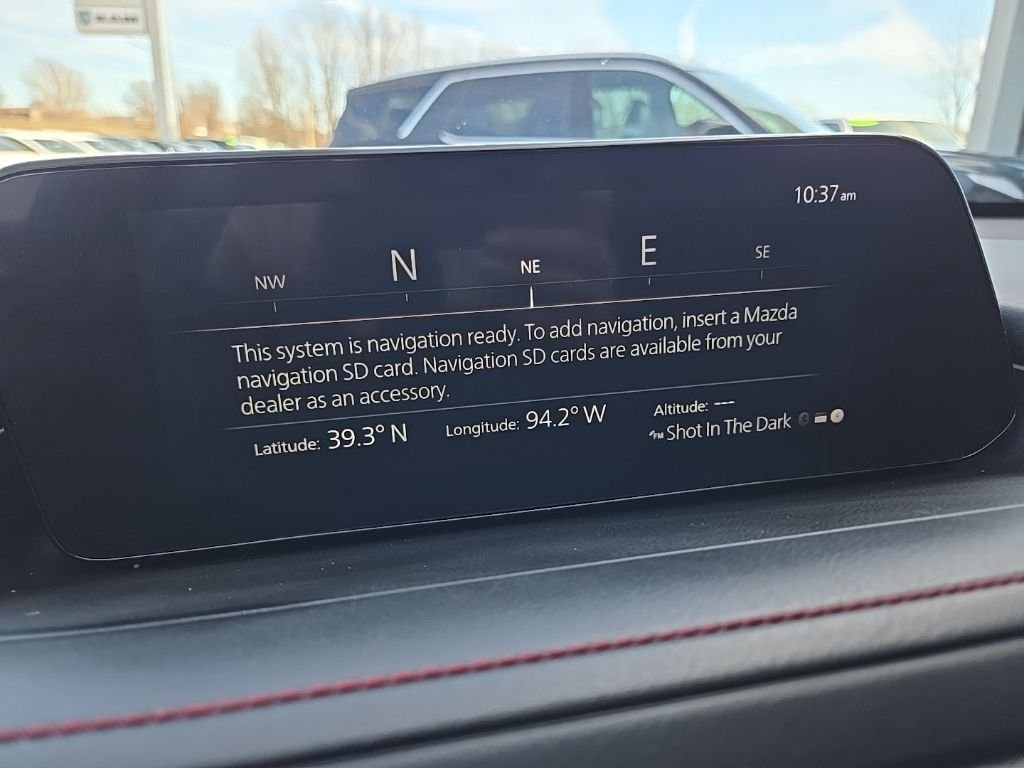 10:37am
NW N NE E SE
This system is navigation ready. To add navigation, insert a Mazda
navigation SD card. Navigation SD cards are available from your
dealer as an accessory.
Latitude: 39.3° N Longitude: 94.2° W Altitude: ---
FM Shot In The Dark